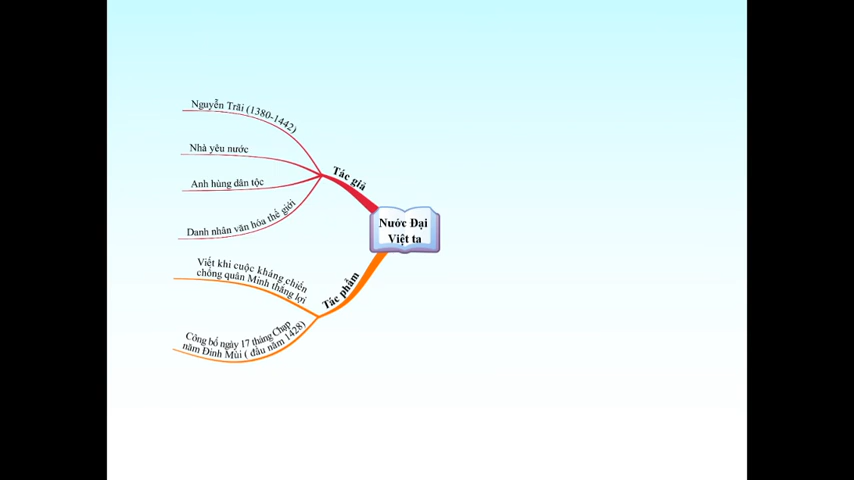 Nguyễn Trãi (1380-1442)
Nhà yêu nước
Anh hùng dân tộc
Danh nhân văn hóa thế giới
Tác giả
Nước Đại
Việt ta
Tác phẩm
Viết khi cuộc kháng chiến
chống quân Minh thắng lợi
Công bố ngày 17 tháng Chạp
năm Đinh Mùi ( đầu năm 1428)